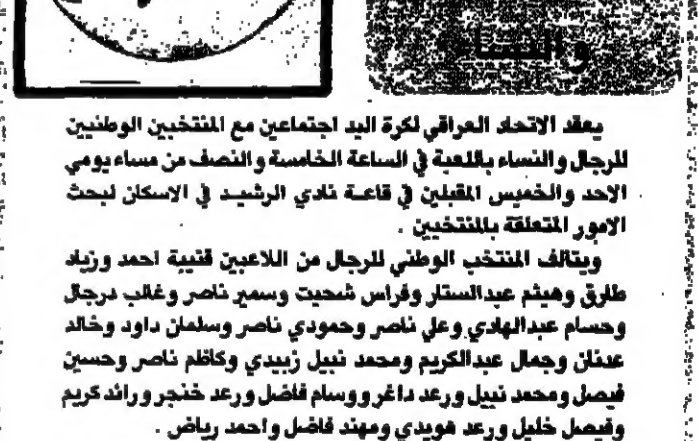 والنساء
يعقد الاتحاد العراقي لكرة اليد اجتماعين مع المنتخبين الوطنيين
للرجال والنساء باللعبة في الساعة الخامسة والنصف من مساء يومي
الاحد والخميس المقبلين في قاعة نادي الرشيد في الاسكان لبحث
الامور المتعلقة بالمنتخبين .
ويتالف المنتخب الوطني للرجال من اللاعبين قتيبة احمد وزياد
طارق وهيثم عبدالستار وفراس شحيت وسمير ناصر وغالب درجال
وحسام عبدالهادي وعلي ناصر وحمودي ناصر وسلمان داود وخالد
عدنان وجمال عبدالكريم ومحمد نبيل زبيدي وكاظم ناصر وحسين
فيصل ومحمد نبيل ورعد داغر ووسام فاضل ورعد خنجر ورائد كريم
وفيصل خليل ورعد هويدي ومهند فاضل واحمد رياض .